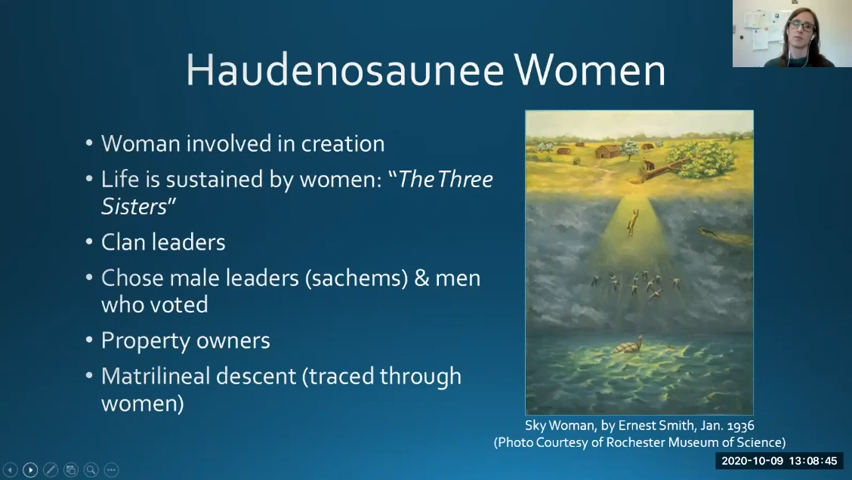 Haudenosaunee Women
• Woman involved in creation
• Life is sustained by women: "The Three
Sisters"
• Clan leaders
• Chose male leaders (sachems) & men
who voted
• Property owners
• Matrilineal descent (traced through
women)
Sky Woman, by Ernest Smith, Jan. 1936
(Photo Courtesy of Rochester Museum of Science)
2020-10-09 13:08:45